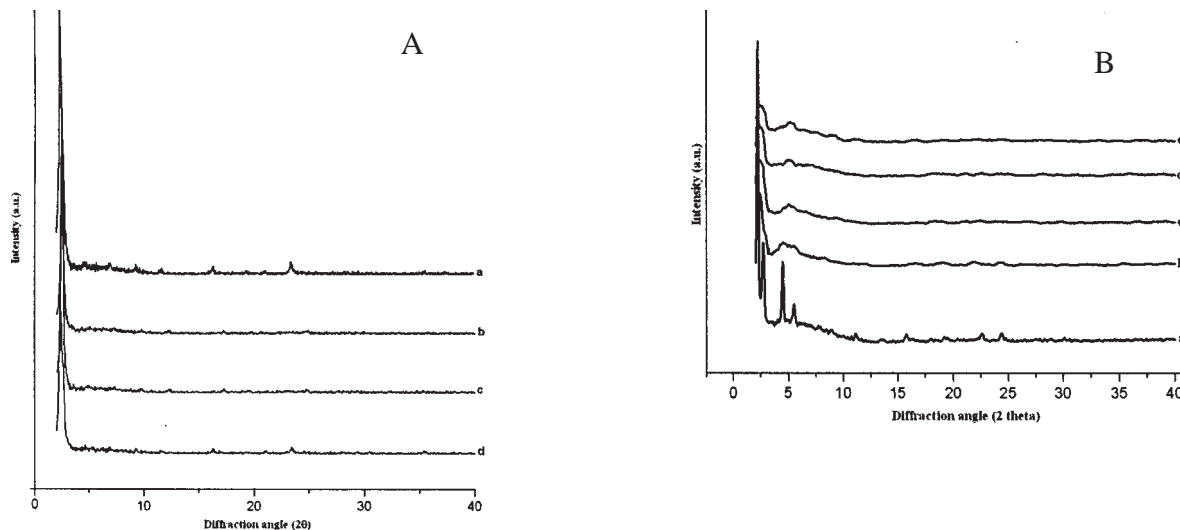 A
Intensity (a.u.)
a
b
c
d
0 10 20 30 40
Diffraction angle (2θ)
B
Intensity (a.u.)
0 5 10 15 20 25 30 35 40
Diffraction angle (2 theta)